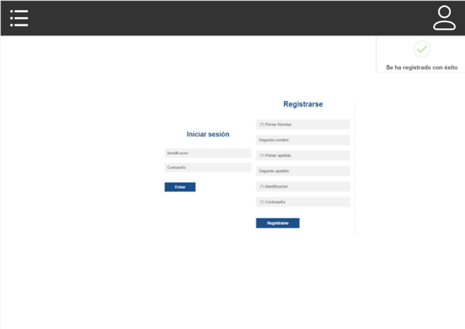 Se ha registrado con éxito
Registrarse
(*) Primer Nombre
Iniciar sesión
Segundo nombre
Identificacion
(*) Primer apellido
Contraseña
Segundo apellido
Entrar
(*) Identificacion
(*) Contraseña
Registrarse